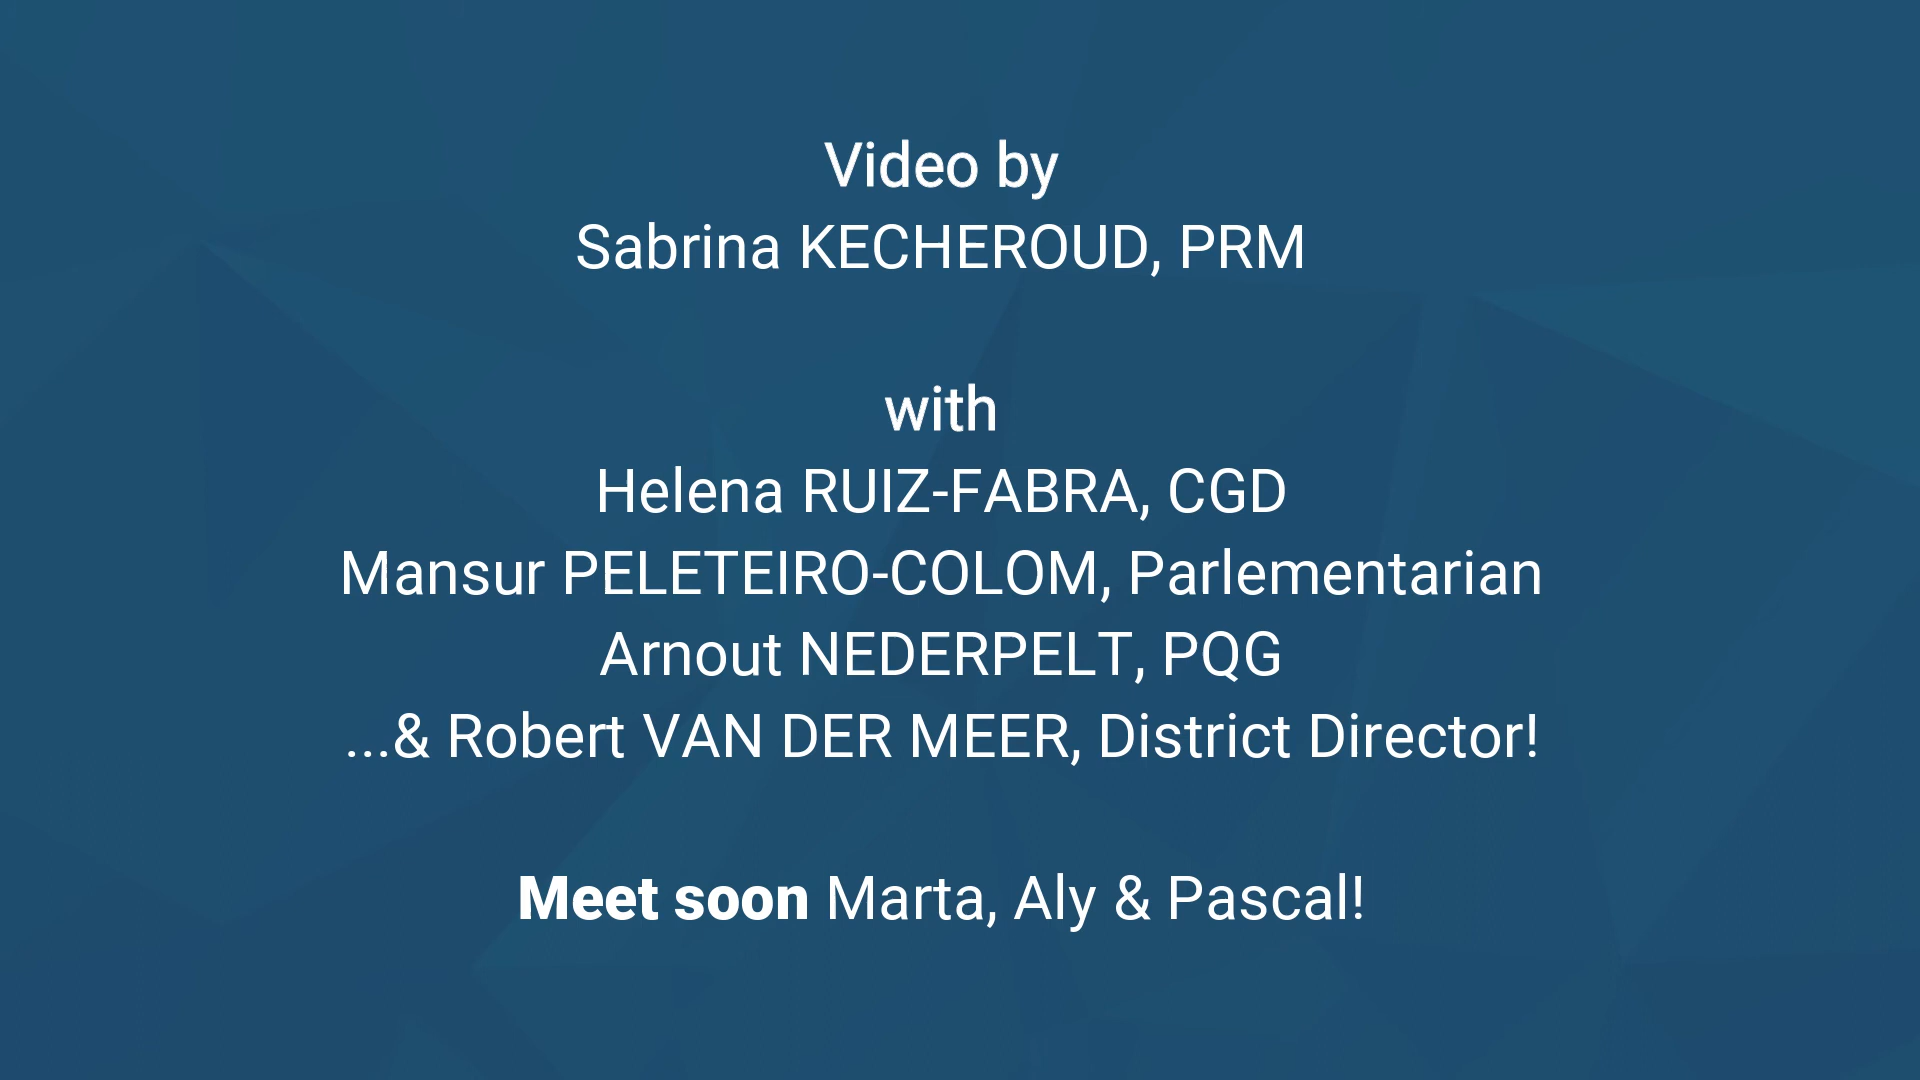 Video by
Sabrina KECHEROUD, PRM
with
Helena RUIZ-FABRA, CGD
Mansur PELETEIRO-COLOM, Parlementarian
Arnout NEDERPELT, PQG
...& Robert VAN DER MEER, District Director!
Meet soon Marta, Aly & Pascal!